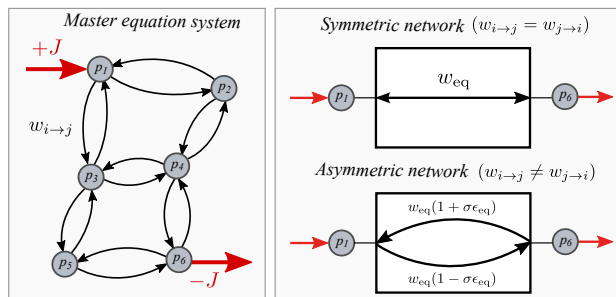 Master equation system
+J
p₁
p₂
w_{i→j}
p₃
p₄
p₅
p₆
−J
Symmetric network (w_{i→j} = w_{j→i})
p₁
w_eq
p₆
Asymmetric network (w_{i→j} ≠ w_{j→i})
w_eq(1 + σϵ_eq)
p₁
p₆
w_eq(1 − σϵ_eq)